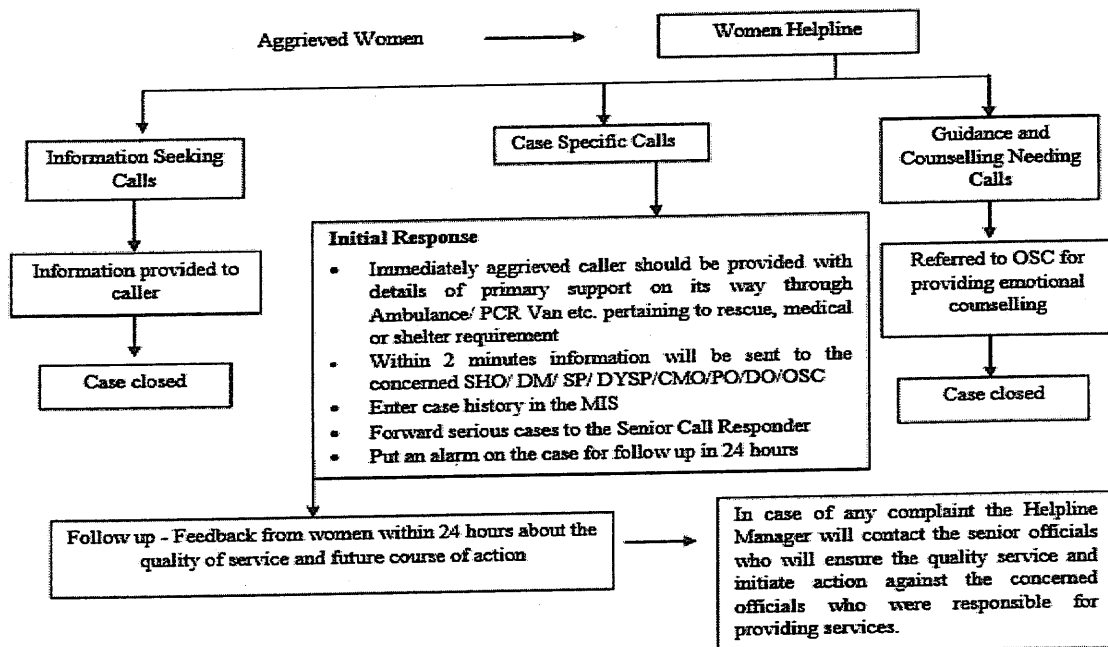 Aggrieved Women
Women Helpline
Information Seeking
Calls
Case Specific Calls
Guidance and
Counselling Needing
Calls
Information provided to
caller
Case closed
Initial Response
• Immediately aggrieved caller should be provided with
details of primary support on its way through
Ambulance/ PCR Van etc. pertaining to rescue, medical
or shelter requirement
• Within 2 minutes information will be sent to the
concerned SHO/ DM/ SP/ DYSP/CMO/PO/DO/OSC
• Enter case history in the MIS
• Forward serious cases to the Senior Call Responder
• Put an alarm on the case for follow up in 24 hours
Referred to OSC for
providing emotional
counselling
Case closed
Follow up - Feedback from women within 24 hours about the
quality of service and future course of action
In case of any complaint the Helpline
Manager will contact the senior officials
who will ensure the quality service and
initiate action against the concerned
officials who were responsible for
providing services.